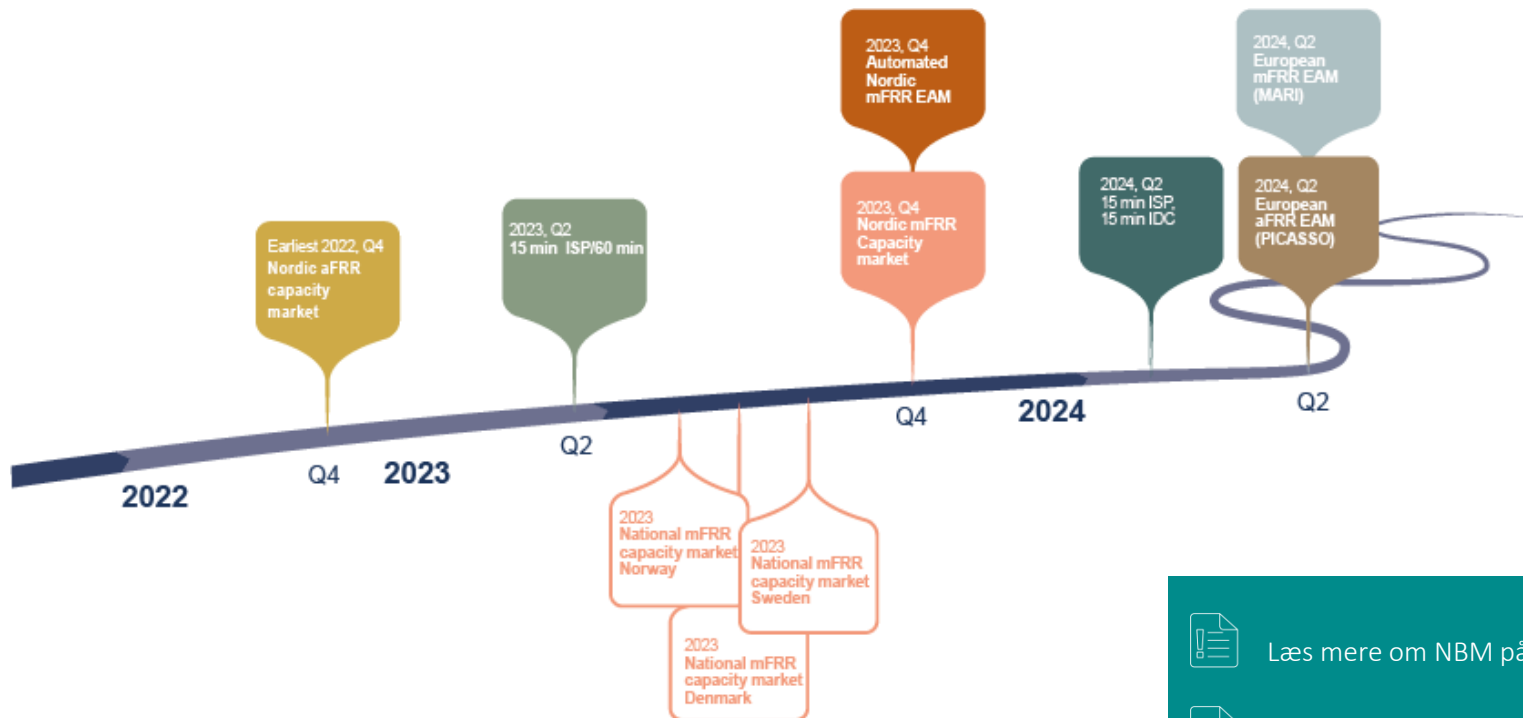 2023, Q4
Automated
Nordic
mFRR EAM
2024, Q2
European
mFRR EAM
(MARI)
Earliest 2022, Q4
Nordic aFRR
capacity
market
2023, Q2
15 min ISP/60 min
2023, Q4
Nordic mFRR
Capacity
market
2024, Q2
15 min ISP,
15 min IDC
2024, Q2
European
aFRR EAM
(PICASSO)
2022
Q4
2023
Q2
Q4
2024
Q2
2023
National mFRR
capacity market
Norway
2023
National mFRR
capacity market
Sweden
2023
National mFRR
capacity market
Denmark
Læs mere om NBM på